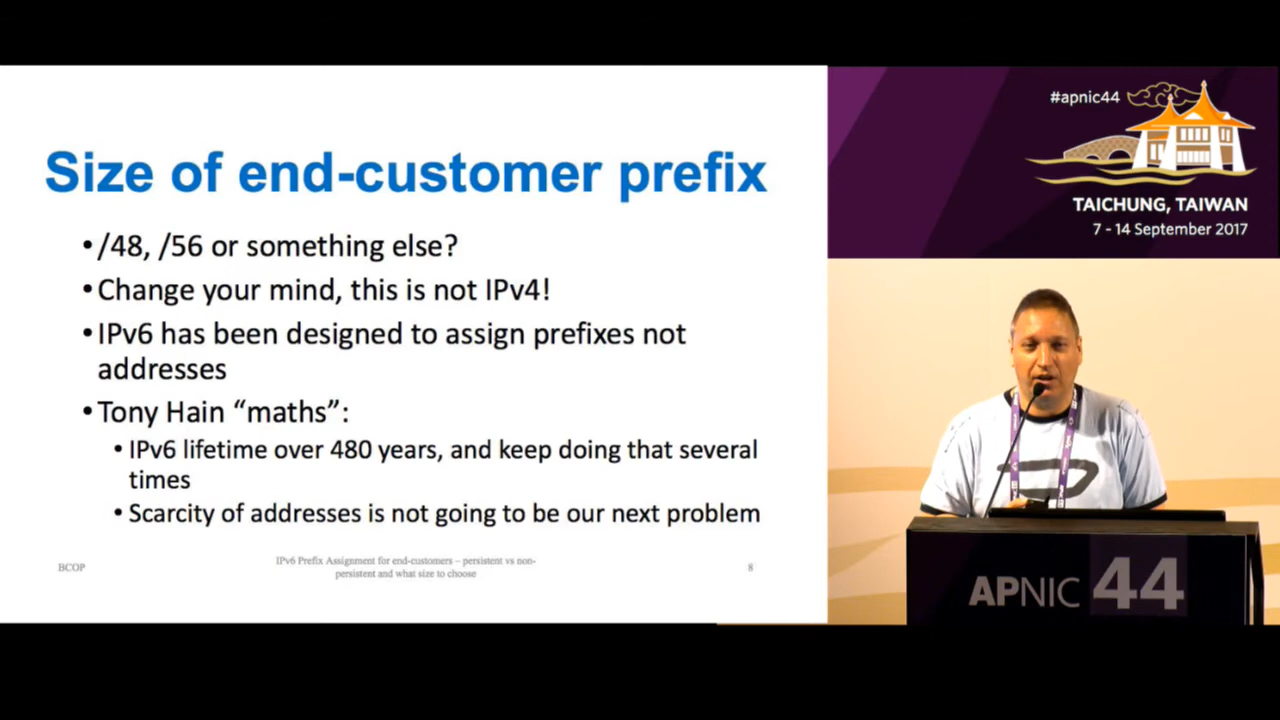 Size of end-customer prefix
•/48, /56 or something else?
•Change your mind, this is not IPv4!
•IPv6 has been designed to assign prefixes not
addresses
•Tony Hain “maths”:
•IPv6 lifetime over 480 years, and keep doing that several
times
•Scarcity of addresses is not going to be our next problem
BCOP
IPv6 Prefix Assignment for end-customers – persistent vs non-
persistent and what size to choose
8
#apnic44
TAICHUNG, TAIWAN
7 - 14 September 2017
APNIC 44